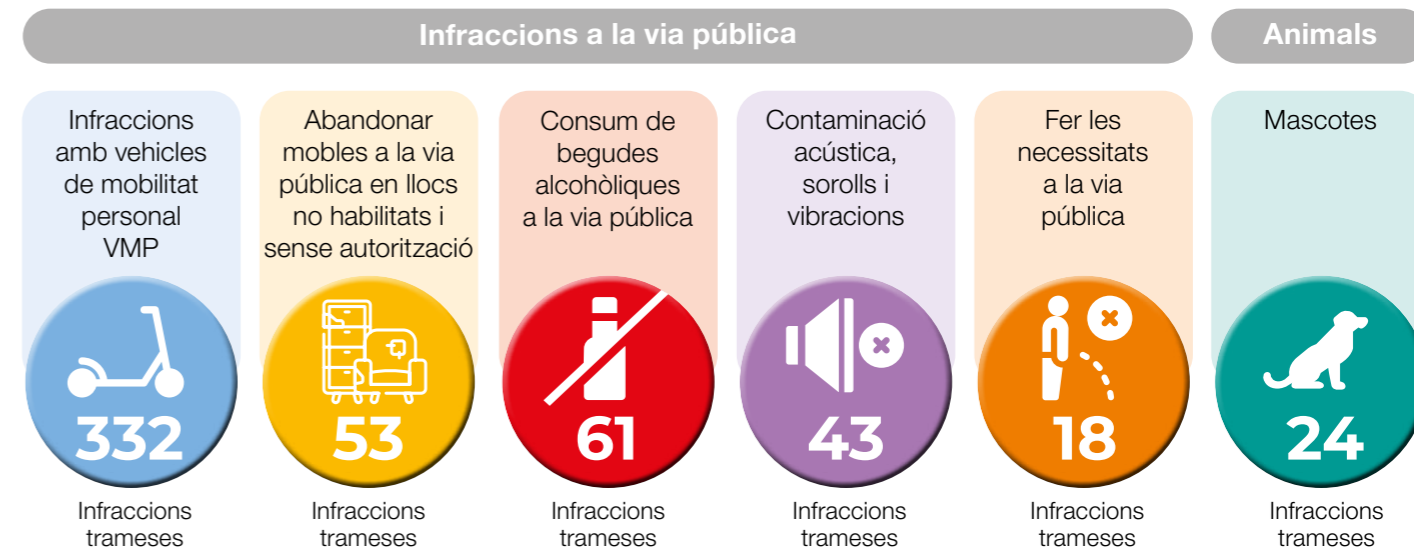 Infraccions a la via pública
Animals
Infraccions
amb vehicles
de mobilitat
personal
VMP
332
Infraccions
trameses
Abandonar
mobles a la via
pública en llocs
no habilitats i
sense autorització
53
Infraccions
trameses
Consum de
begudes
alcohòliques
a la via pública
61
Infraccions
trameses
Contaminació
acústica,
sorolls i
vibracions
43
Infraccions
trameses
Fer les
necessitats
a la via
pública
18
Infraccions
trameses
Mascotes
24
Infraccions
trameses